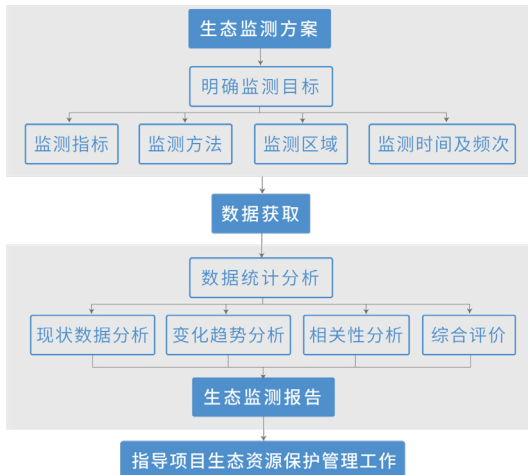 生态监测方案
明确监测目标
监测指标
监测方法
监测区域
监测时间及频次
数据获取
数据统计分析
现状数据分析
变化趋势分析
相关性分析
综合评价
生态监测报告
指导项目生态资源保护管理工作